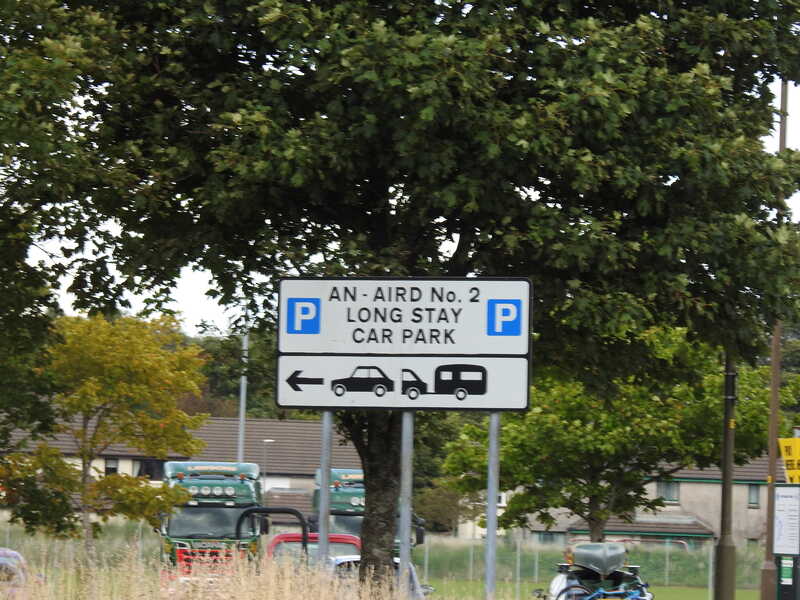 P AN - AIRD No. 2 P
LONG STAY
CAR PARK